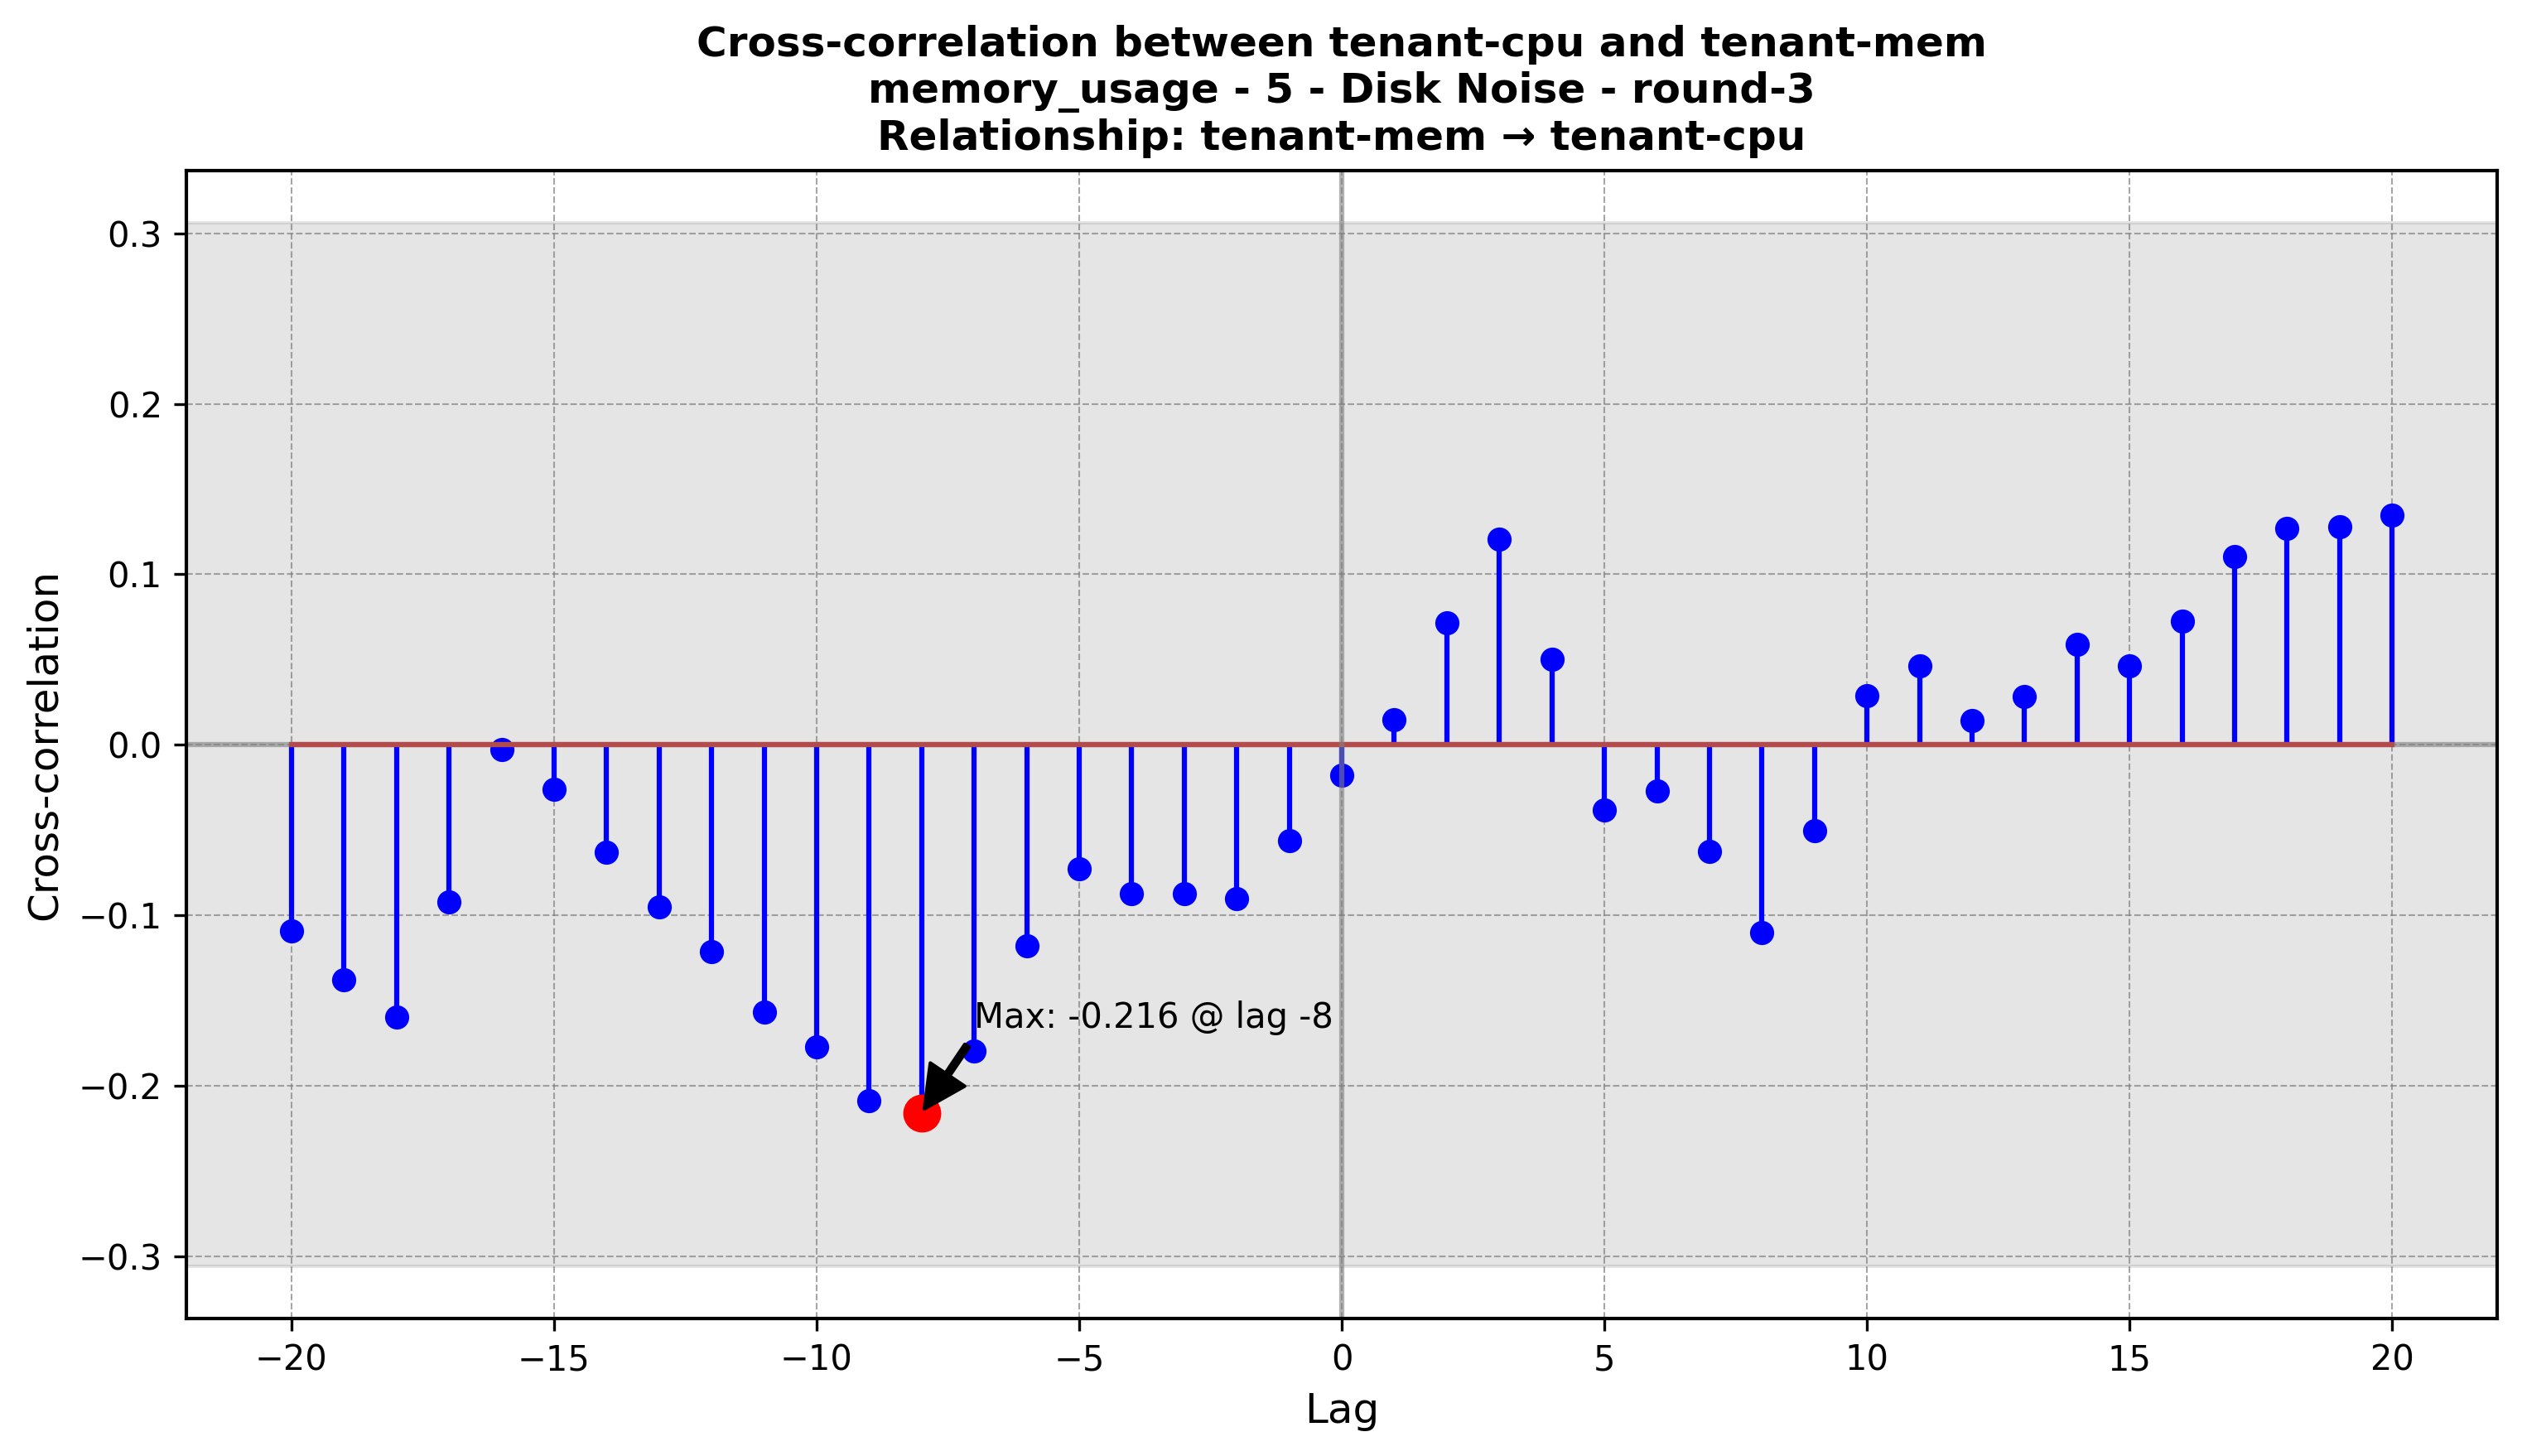 Cross-correlation between tenant-cpu and tenant-mem
memory_usage - 5 - Disk Noise - round-3
Relationship: tenant-mem → tenant-cpu
Cross-correlation
0.3
0.2
0.1
0.0
−0.1
−0.2
−0.3
Max: -0.216 @ lag -8
−20
−15
−10
−5
0
5
10
15
20
Lag